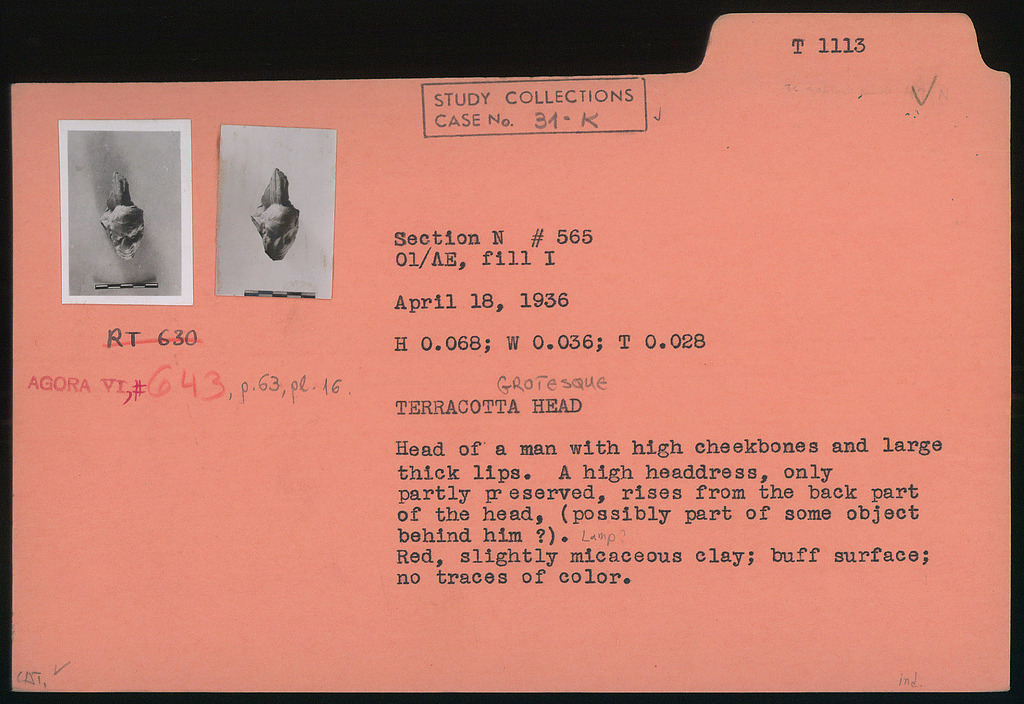 T 1113
STUDY COLLECTIONS
CASE No. 31-K
Section N # 565
O1/AE, fill I
April 18, 1936
H 0.068; W 0.036; T 0.028
RT 630
AGORA VI, # 643, p.63, pl. 16.
GROTESQUE
TERRACOTTA HEAD
Head of a man with high cheekbones and large
thick lips. A high headdress, only
partly preserved, rises from the back part
of the head, (possibly part of some object
behind him ?). Lamp?
Red, slightly micaceous clay; buff surface;
no traces of color.
CAT.
ind.